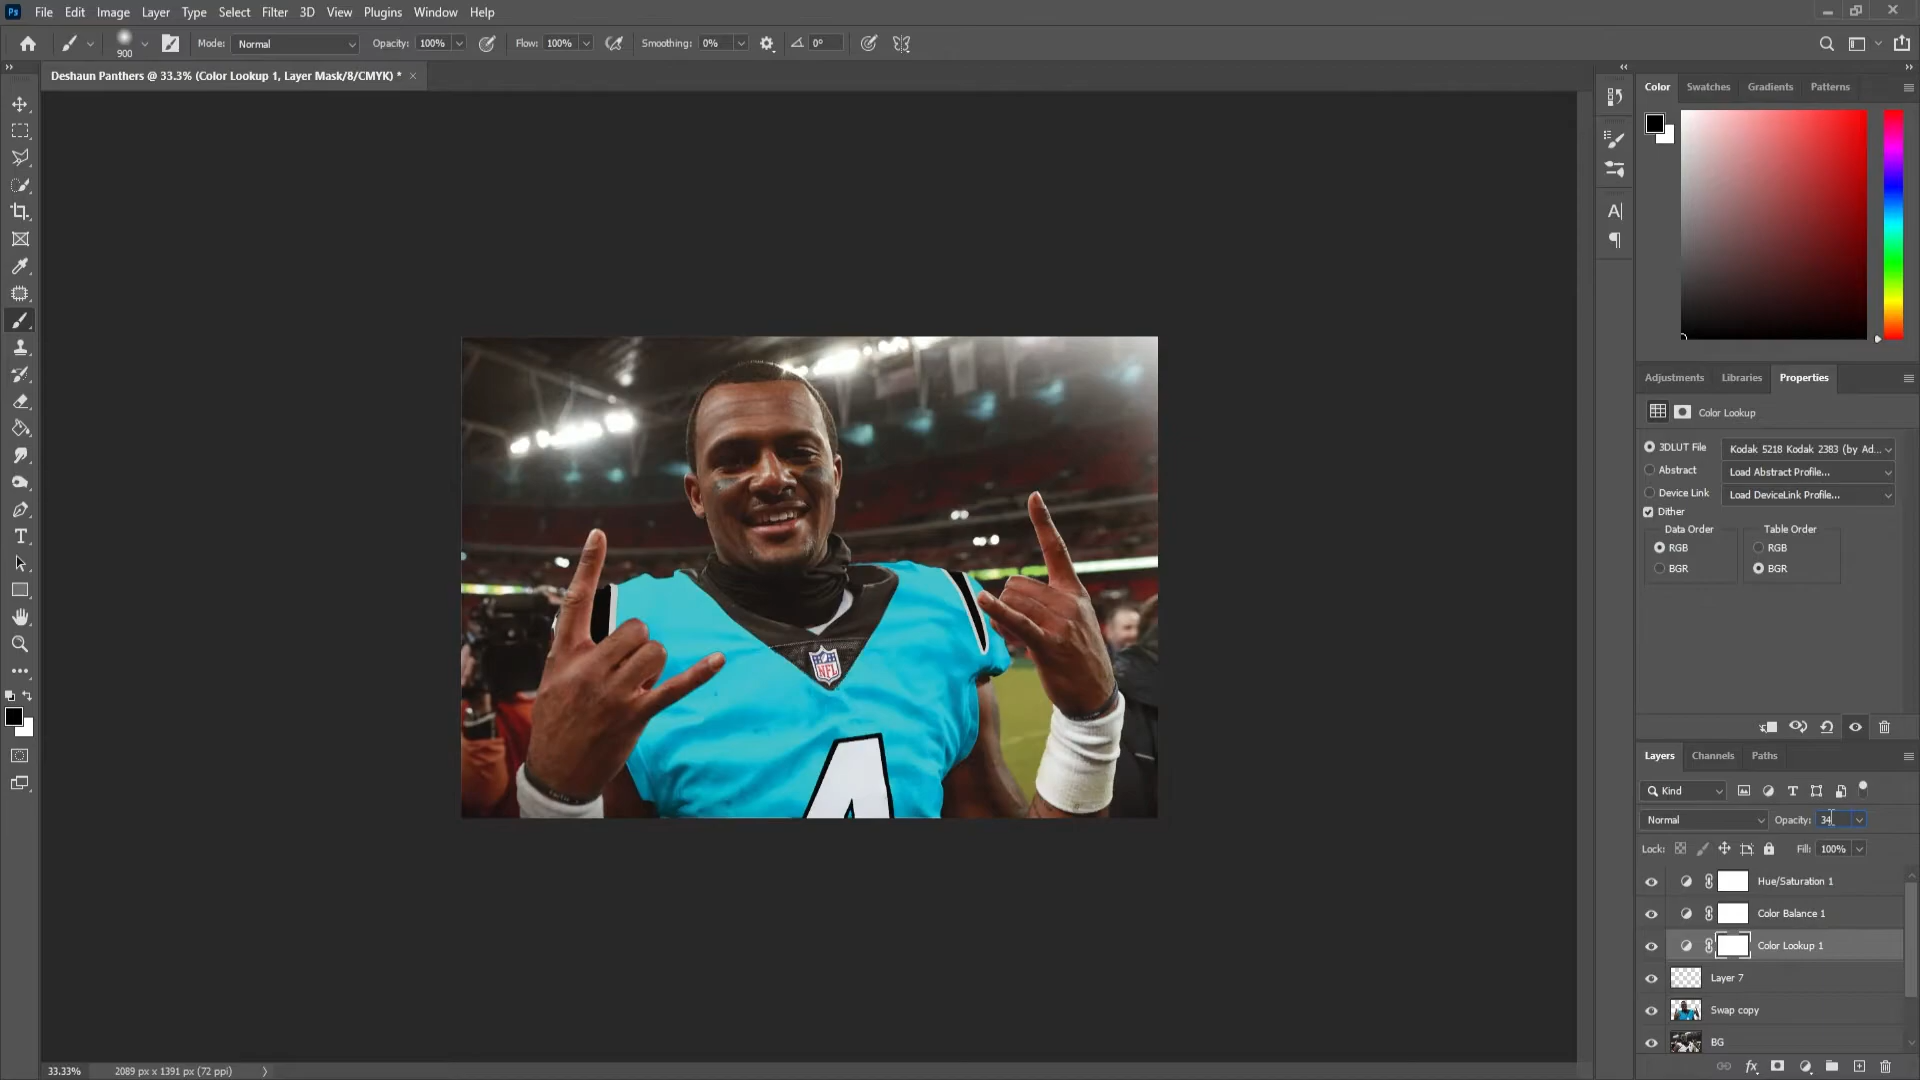 Ps File Edit Image Layer Type Select Filter 3D View Plugins Window Help
900 Mode: Normal Opacity: 100% Flow: 100% Smoothing: 0% 0°
Deshaun Panthers @ 33.3% (Color Lookup 1, Layer Mask/8/CMYK) * ×
Color Swatches Gradients Patterns
Adjustments Libraries Properties
Color Lookup
3DLUT File Kodak 5218 Kodak 2383 (by Ad...
Abstract Load Abstract Profile...
Device Link Load DeviceLink Profile...
Dither
Data Order Table Order
RGB RGB
BGR BGR
NFL
4
Layers Channels Paths
Kind
Normal Opacity: 34
Lock: Fill: 100%
Hue/Saturation 1
Color Balance 1
Color Lookup 1
Layer 7
Swap copy
BG
33.33% 2089 px x 1391 px (72 ppi)